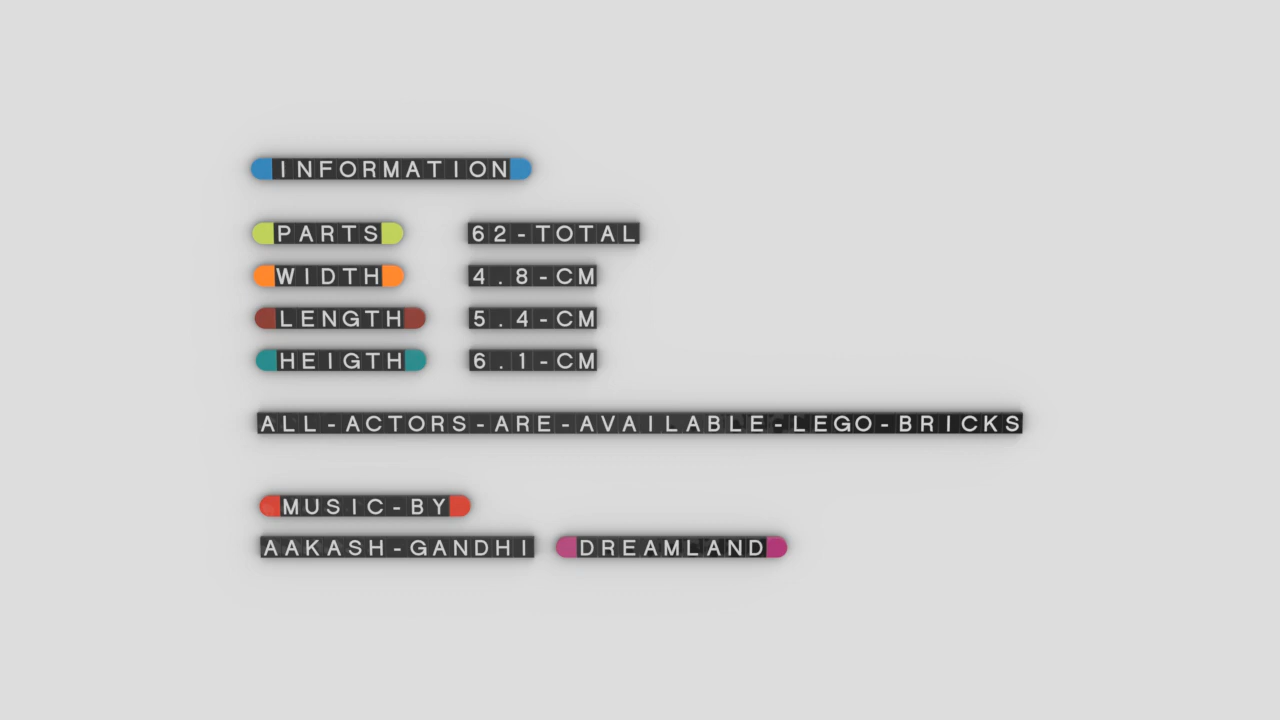 INFORMATION
PARTS 62-TOTAL
WIDTH 4.8-CM
LENGTH 5.4-CM
HEIGTH 6.1-CM
ALL-ACTORS-ARE-AVAILABLE-LEGO-BRICKS
MUSIC-BY
AAKASH-GANDHI DREAMLAND